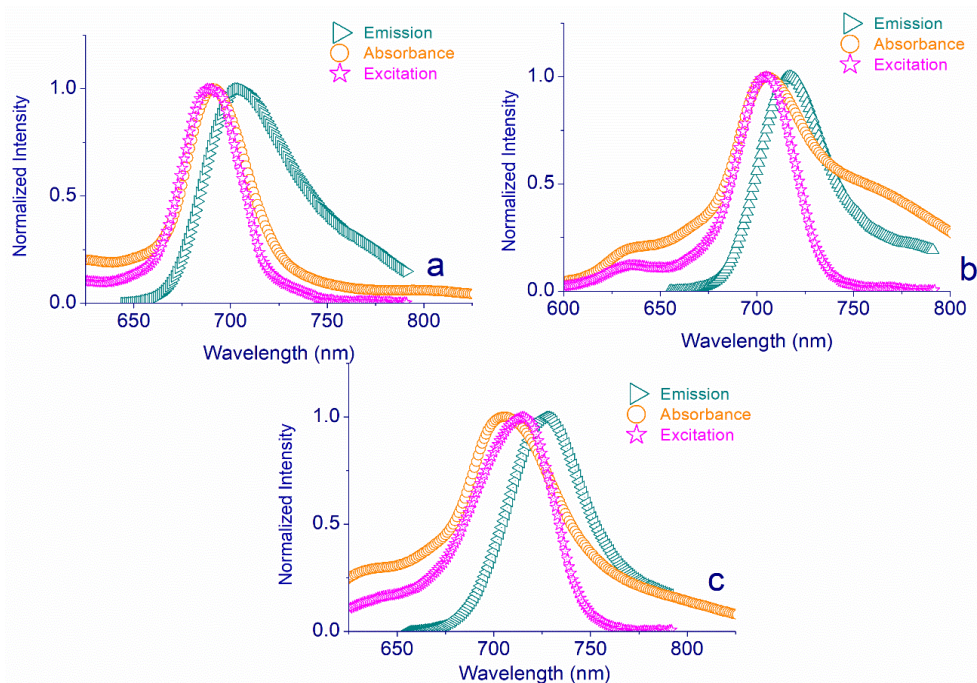 Emission
Absorbance
Excitation
1.0
0.5
0.0
650 700 750 800
Normalized Intensity
Wavelength (nm)
a
Emission
Absorbance
Excitation
1.0
0.5
0.0
600 650 700 750 800
Normalized Intensity
Wavelength (nm)
b
Emission
Absorbance
Excitation
1.0
0.5
0.0
650 700 750 800
Normalized Intensity
Wavelength (nm)
c